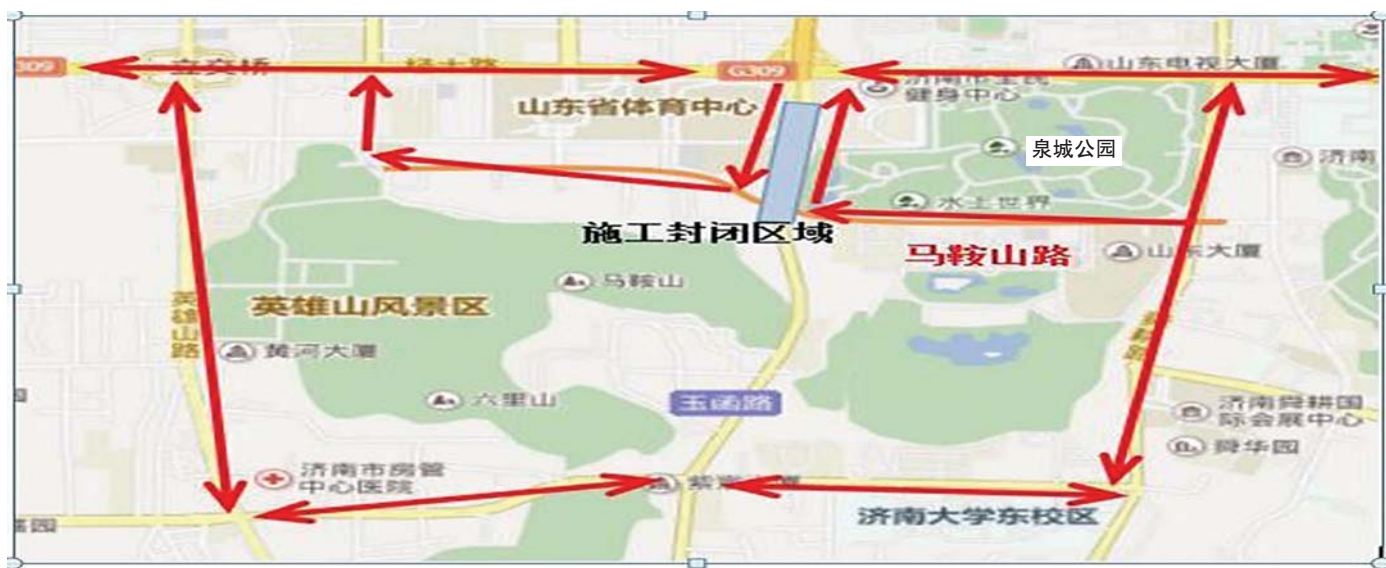 G309
山东电视大厦
济南市全民
健身中心
山东省体育中心
泉城公园
济南
水上世界
施工封闭区域
马鞍山路
山东大厦
马鞍山
英雄山风景区
英雄山路
黄河大厦
六里山
玉函路
济南舜耕国
际会展中心
舜华园
济南市房管
中心医院
济南大学东校区